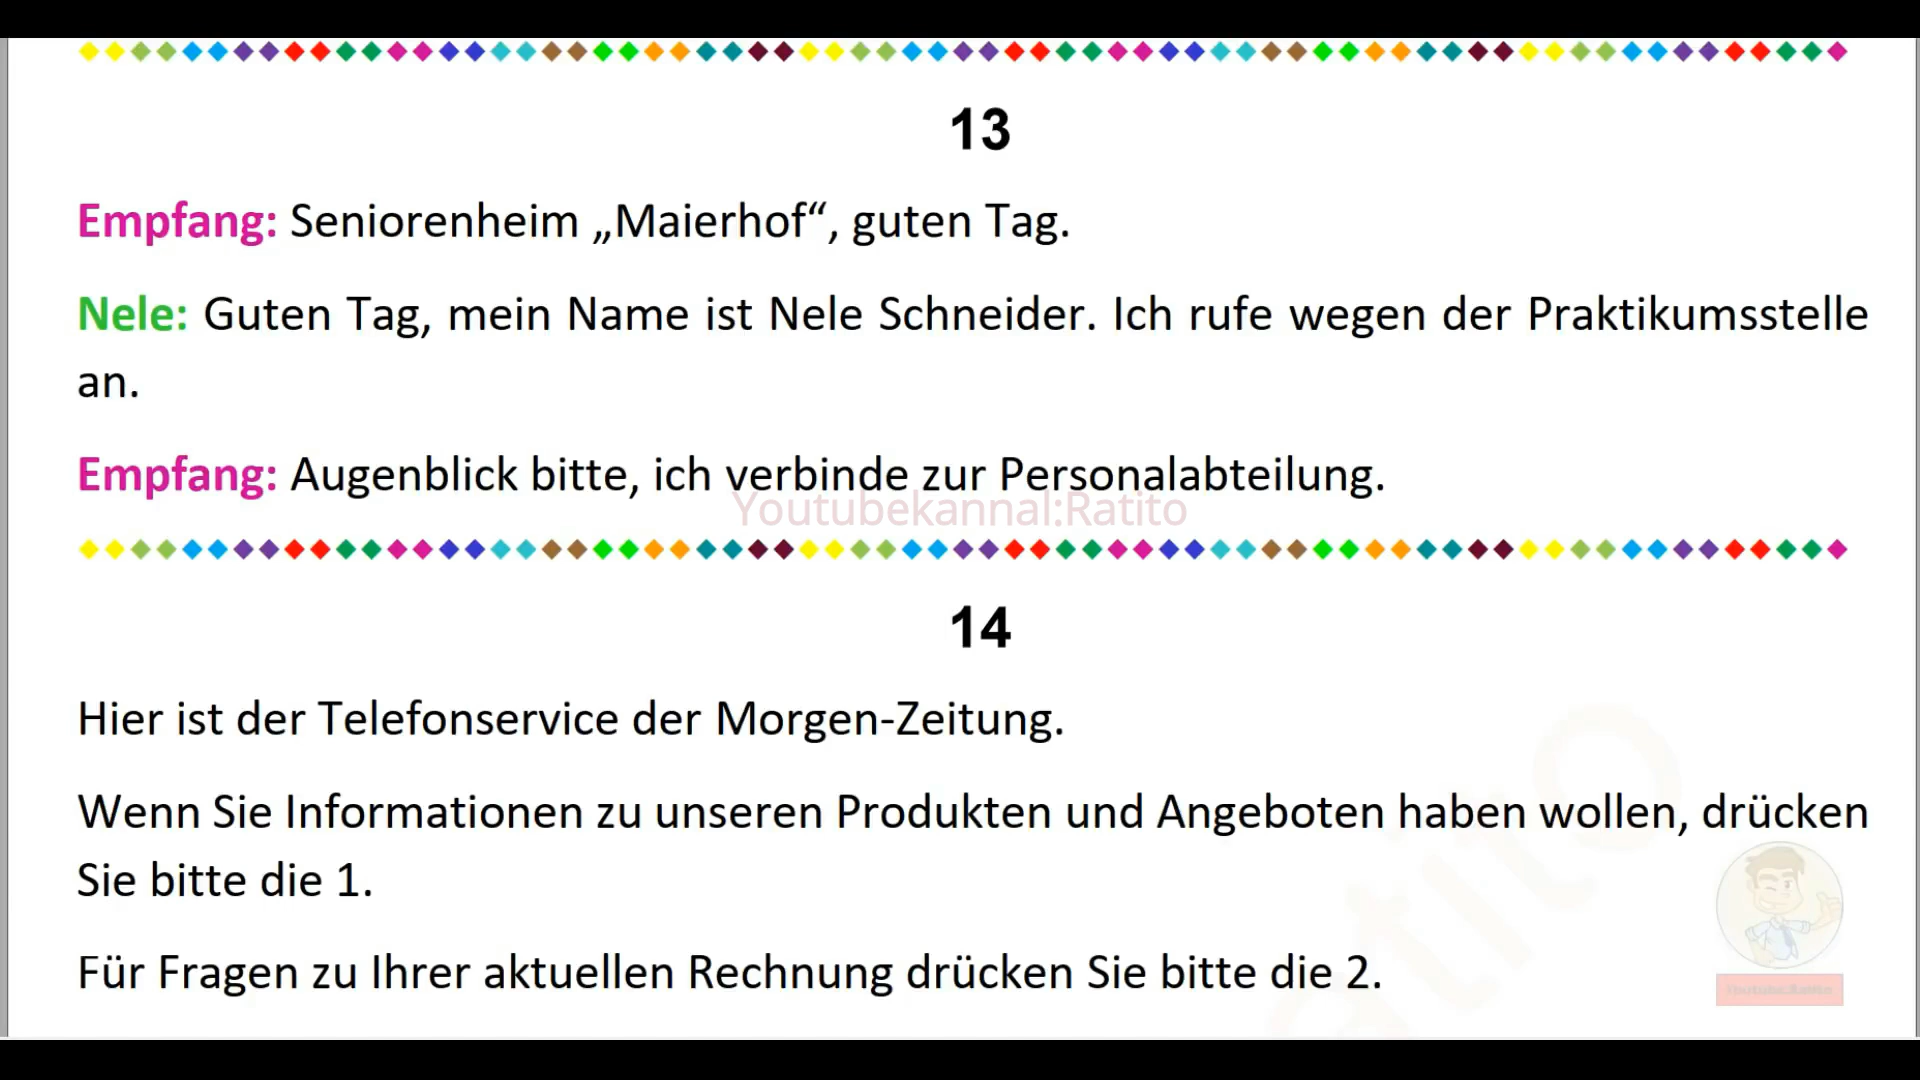 13
Empfang: Seniorenheim „Maierhof“, guten Tag.
Nele: Guten Tag, mein Name ist Nele Schneider. Ich rufe wegen der Praktikumsstelle
an.
Empfang: Augenblick bitte, ich verbinde zur Personalabteilung.
Youtubekannal:Ratito
14
Hier ist der Telefonservice der Morgen-Zeitung.
Wenn Sie Informationen zu unseren Produkten und Angeboten haben wollen, drücken
Sie bitte die 1.
Für Fragen zu Ihrer aktuellen Rechnung drücken Sie bitte die 2.
Youtube:Ratito